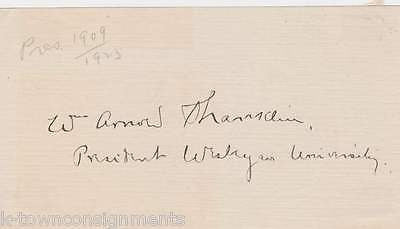 Pres. 1909
1923
Wm Arnold Shanklin,
President Wesleyan University.
k-townconsignments